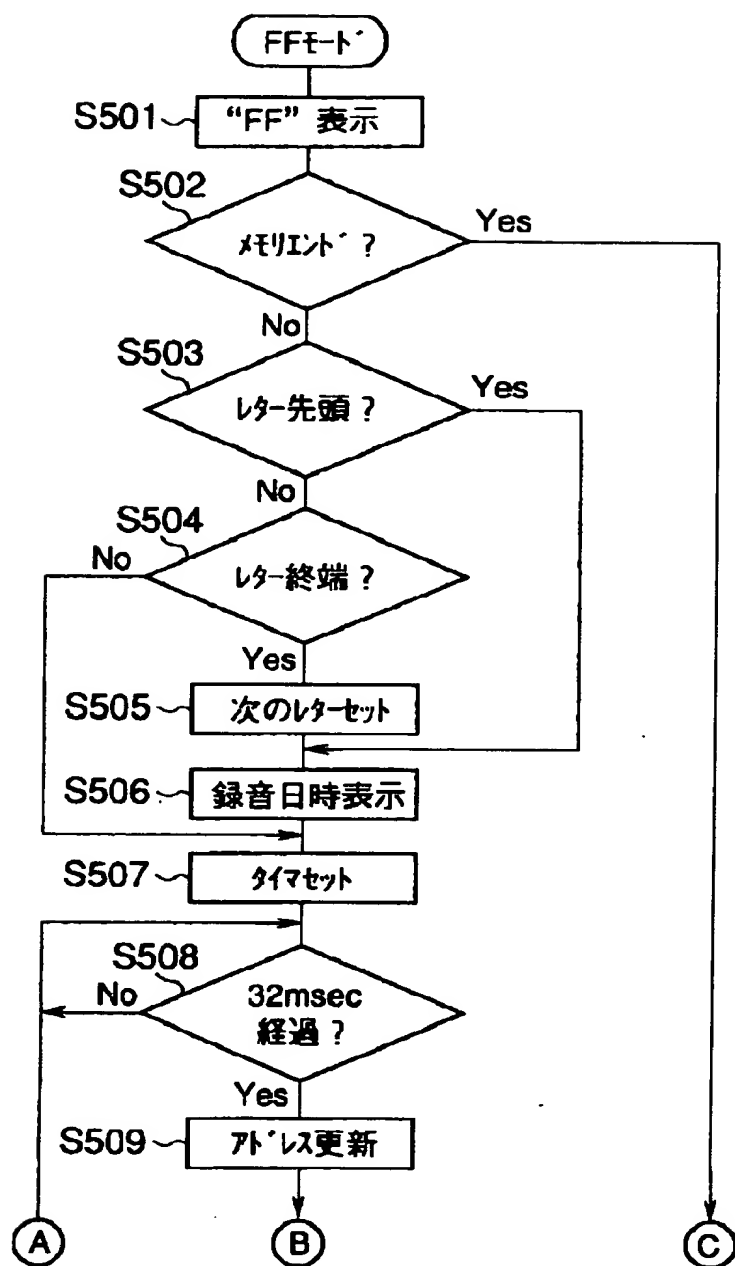 FFモード
S501
“FF” 表示
S502
メモリエンド?
Yes
No
S503
レター先頭?
Yes
No
S504
No
レター終端?
Yes
S505
次のレターセット
S506
録音日時表示
S507
タイマセット
S508
No
32msec
経過?
Yes
S509
アドレス更新
A
B
C